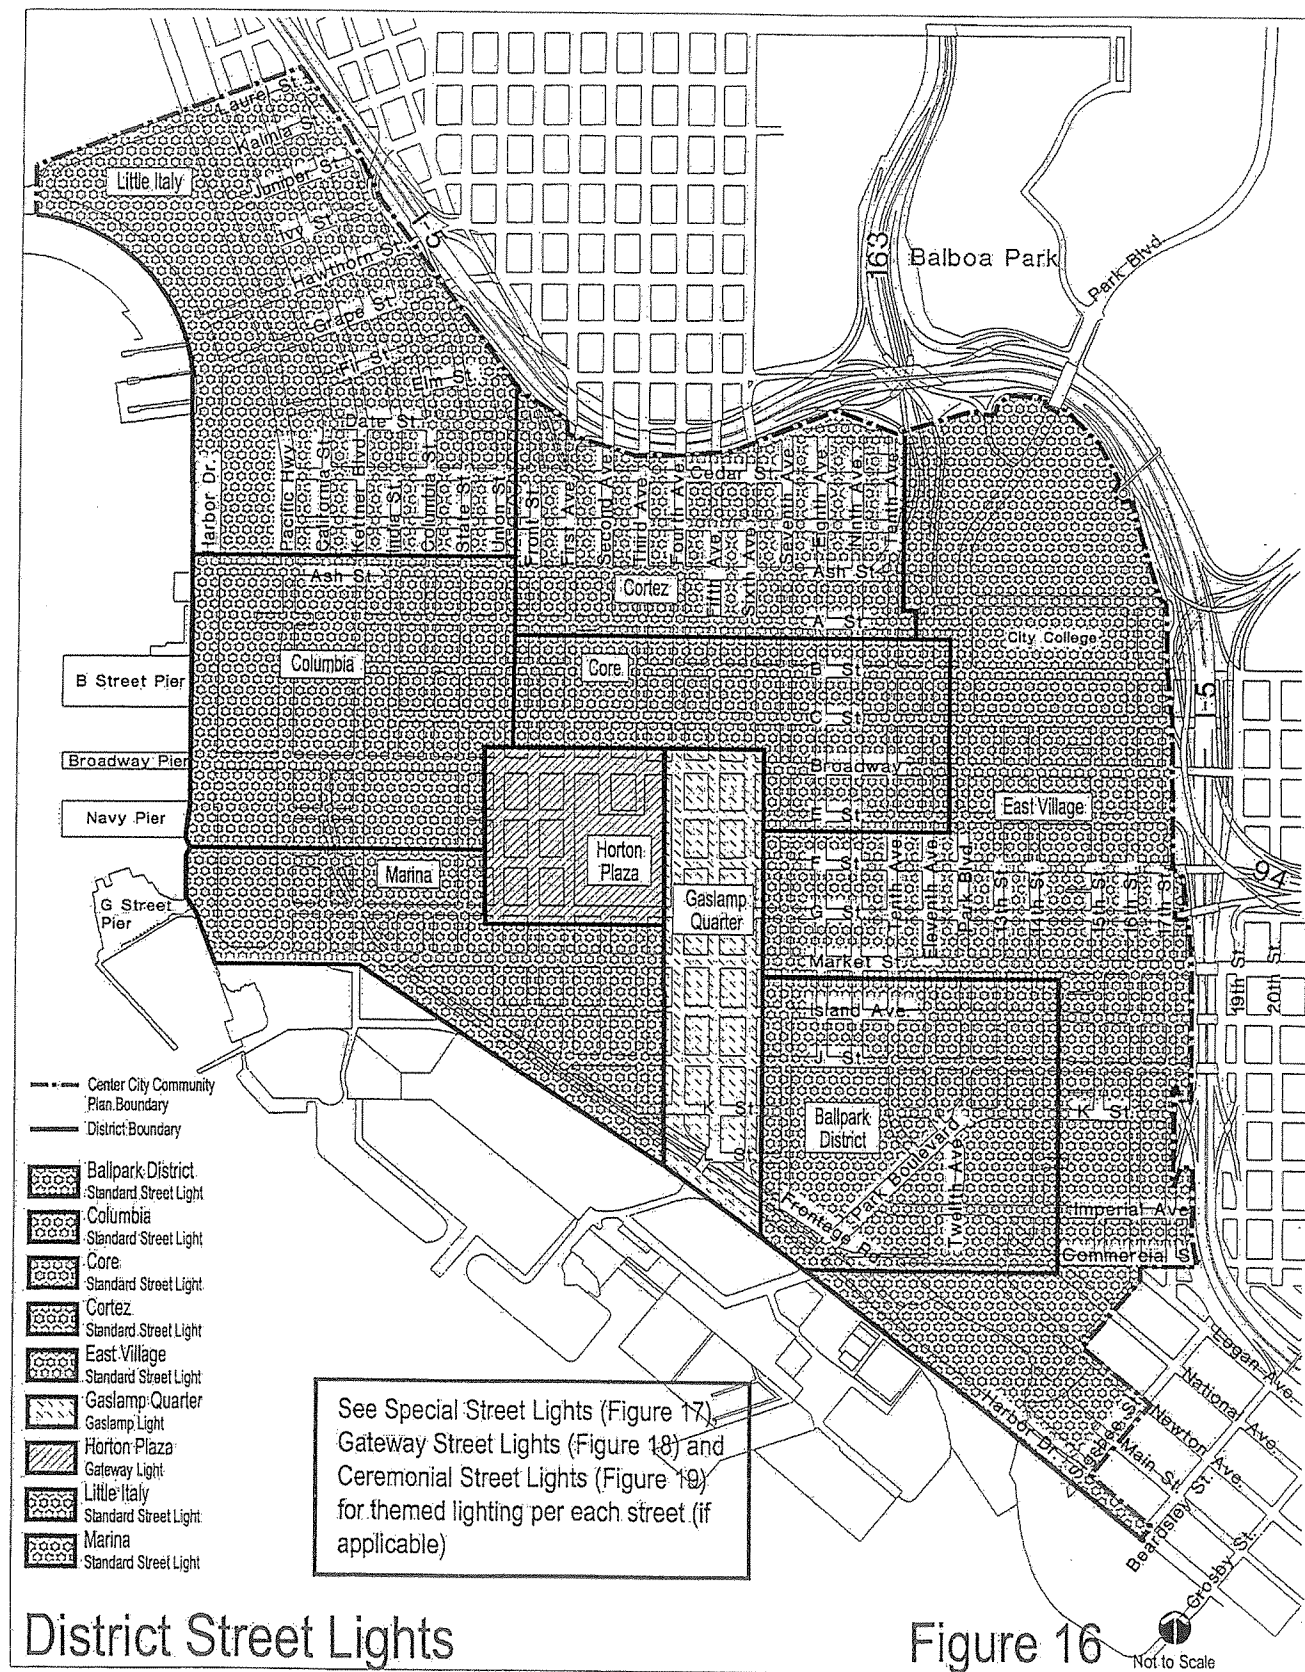 Laurel St.
Kalmia St.
Little Italy
Juniper St.
Ivy St.
Hawthorn St.
Grape St.
Fir St.
Elm St.
Date St.
I-5
163
Balboa Park
Park Blvd.
Cedar St.
Harbor Dr.
Pacific Hwy.
California St.
Kettner Blvd.
India St.
Columbia St.
State St.
Union St.
Front St.
First Ave.
Second Ave.
Third Ave.
Fourth Ave.
Fifth Ave.
Sixth Ave.
Seventh Ave.
Eighth Ave.
Ninth Ave.
Tenth Ave.
Ash St.
Ash St.
Cortez
A St
City College
Columbia
Core
B St
B Street Pier
C St
I-5
Broadway Pier
Broadway
Navy Pier
E St
East Village
Horton
Plaza
F St
Marina
94
Tenth Ave.
Eleventh Ave.
Park Blvd.
13th St.
14th St.
15th St.
16th St.
17th St.
G Street
Pier
Gaslamp
Quarter
G St
Market St.
19th St.
20th St.
Island Ave.
J St
K St
K St.
L St
Ballpark
District
Park Boulevard
Twelfth Ave.
Frontage Rd.
Imperial Ave
Commercial S
Logan Ave.
National Ave.
Newton Ave.
Main St.
Harbor Dr.
Beardsley St.
Crosby St.
Center City Community
Plan Boundary
District Boundary
Ballpark District
Standard Street Light
Columbia
Standard Street Light
Core
Standard Street Light
Cortez
Standard Street Light
East Village
Standard Street Light
Gaslamp Quarter
Gaslamp Light
Horton Plaza
Gateway Light
Little Italy
Standard Street Light
Marina
Standard Street Light
See Special Street Lights (Figure 17),
Gateway Street Lights (Figure 18) and
Ceremonial Street Lights (Figure 19)
for themed lighting per each street (if
applicable)
District Street Lights
Figure 16
Not to Scale